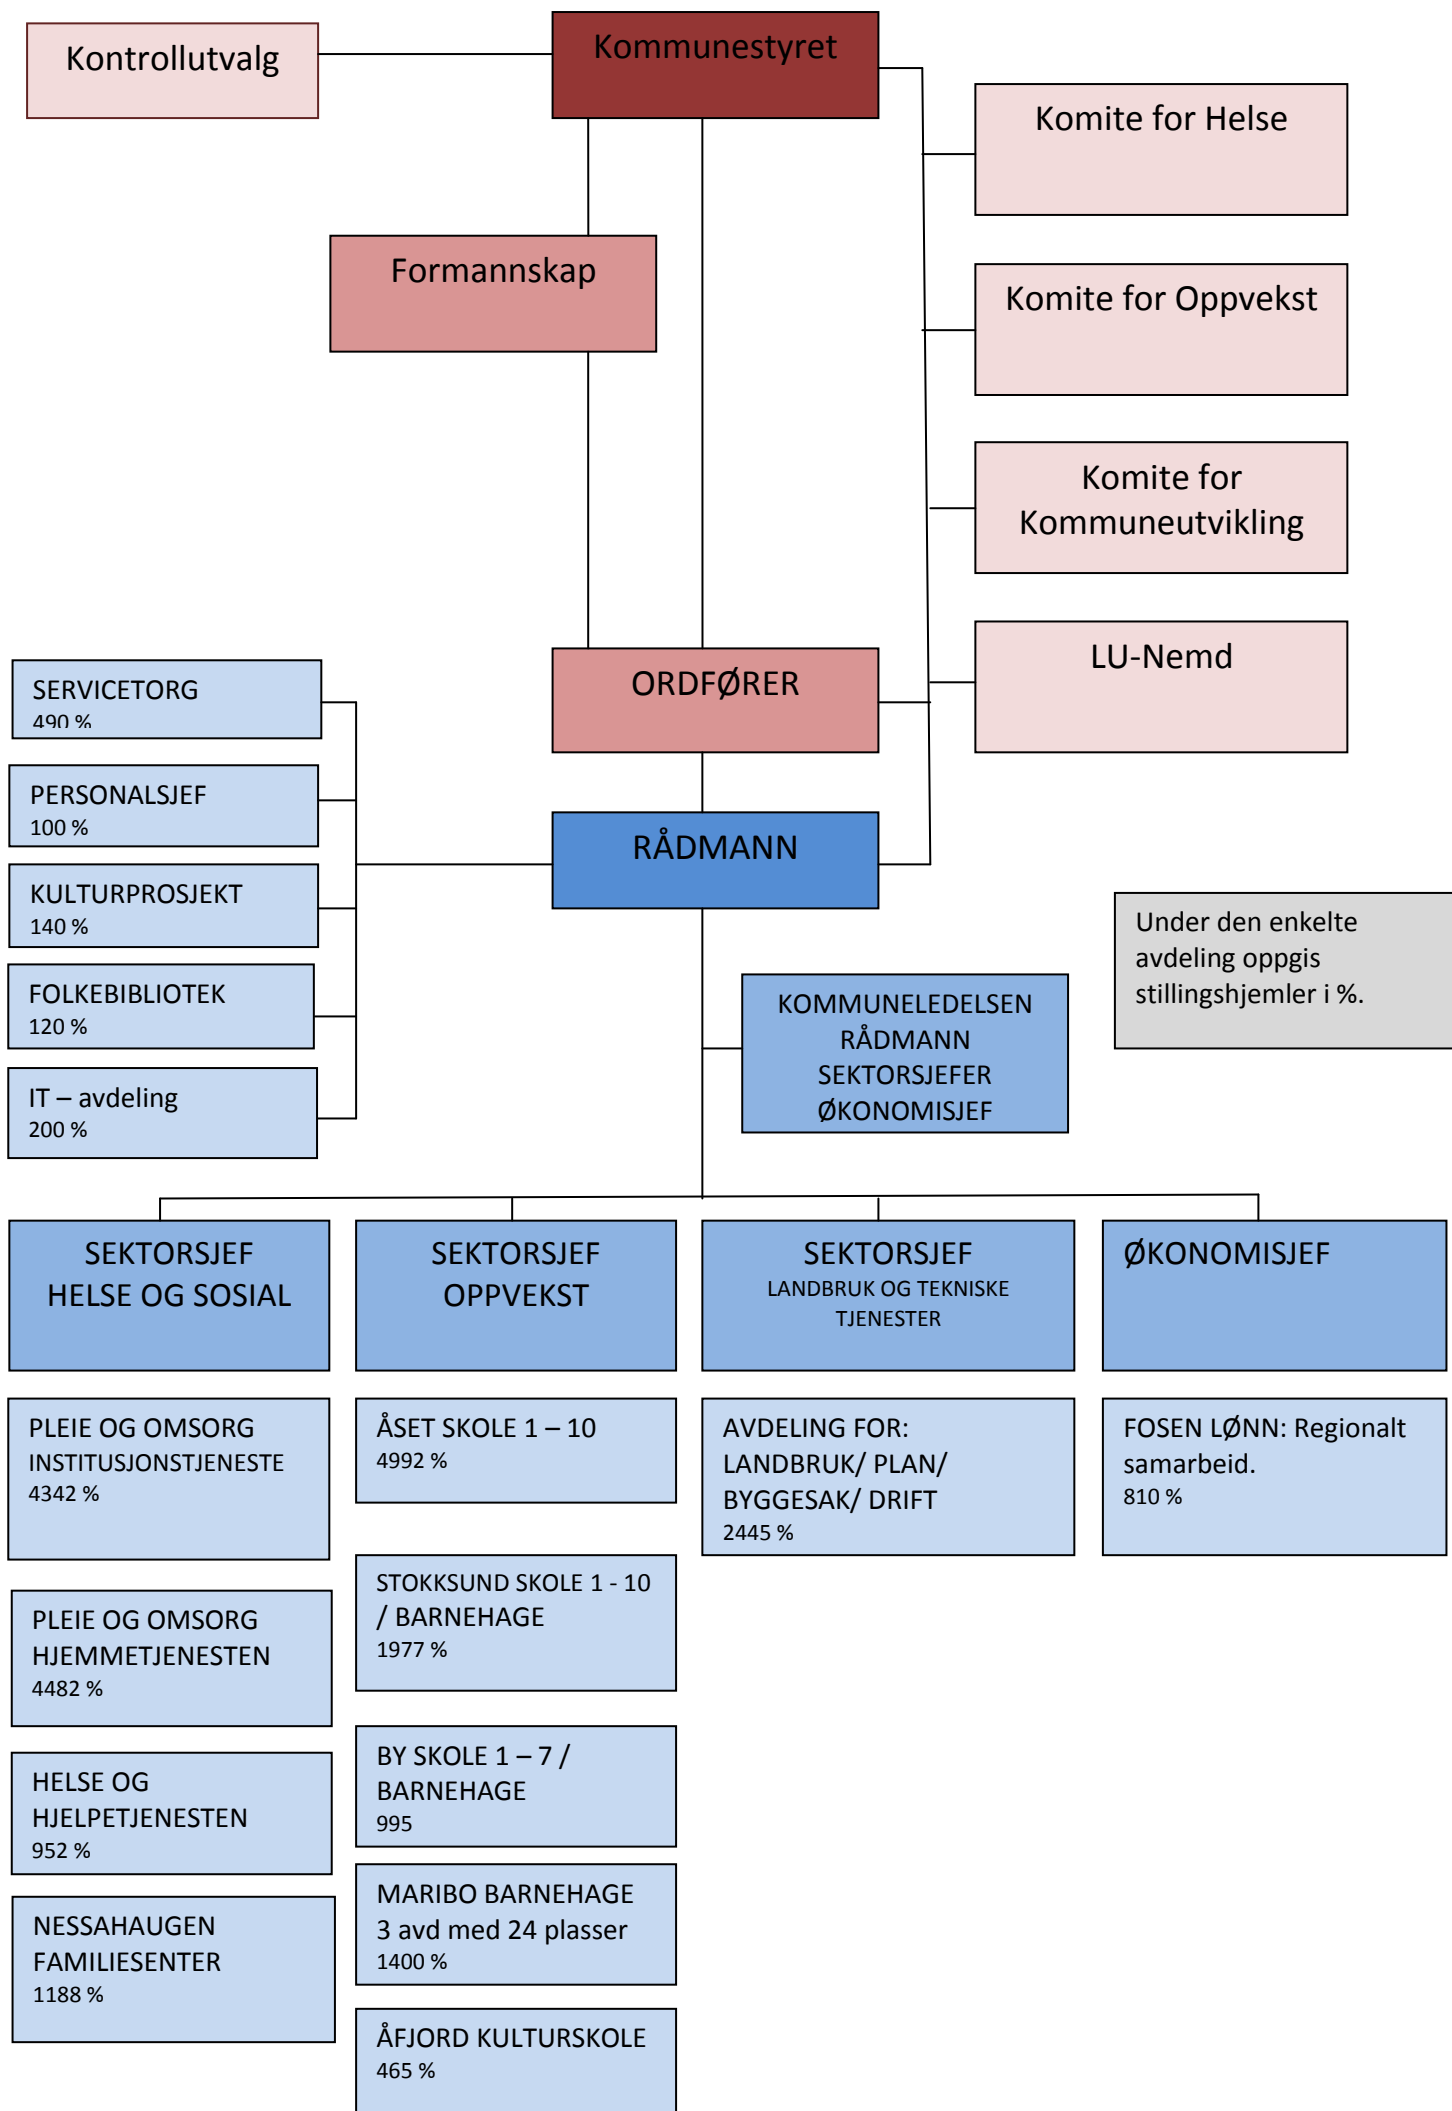 Kontrollutvalg
Kommunestyret
Komite for Helse
Formannskap
Komite for Oppvekst
Komite for
Kommuneutvikling
LU-Nemd
ORDFØRER
SERVICETORG
490 %
PERSONALSJEF
100 %
RÅDMANN
KULTURPROSJEKT
140 %
FOLKEBIBLIOTEK
120 %
IT – avdeling
200 %
Under den enkelte
avdeling oppgis
stillingshjemler i %.
KOMMUNELEDELSEN
RÅDMANN
SEKTORSJEFER
ØKONOMISJEF
SEKTORSJEF
HELSE OG SOSIAL
SEKTORSJEF
OPPVEKST
SEKTORSJEF
LANDBRUK OG TEKNISKE
TJENESTER
ØKONOMISJEF
PLEIE OG OMSORG
INSTITUSJONSTJENESTE
4342 %
PLEIE OG OMSORG
HJEMMETJENESTEN
4482 %
HELSE OG
HJELPETJENESTEN
952 %
NESSAHAUGEN
FAMILIESENTER
1188 %
ÅSET SKOLE 1 – 10
4992 %
STOKKSUND SKOLE 1 - 10
/ BARNEHAGE
1977 %
BY SKOLE 1 – 7 /
BARNEHAGE
995
MARIBO BARNEHAGE
3 avd med 24 plasser
1400 %
ÅFJORD KULTURSKOLE
465 %
AVDELING FOR:
LANDBRUK/ PLAN/
BYGGESAK/ DRIFT
2445 %
FOSEN LØNN: Regionalt
samarbeid.
810 %